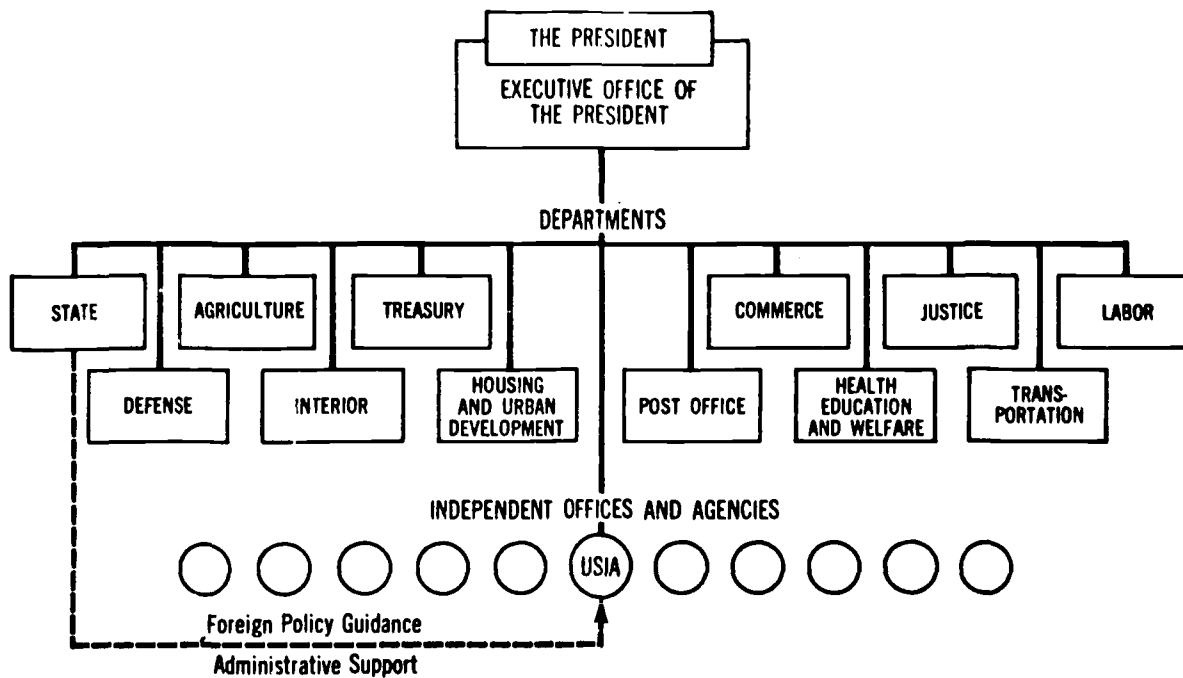 THE PRESIDENT
EXECUTIVE OFFICE OF
THE PRESIDENT
DEPARTMENTS
STATE
AGRICULTURE
TREASURY
COMMERCE
JUSTICE
LABOR
DEFENSE
INTERIOR
HOUSING
AND URBAN
DEVELOPMENT
POST OFFICE
HEALTH
EDUCATION
AND WELFARE
TRANS-
PORTATION
INDEPENDENT OFFICES AND AGENCIES
USIA
Foreign Policy Guidance
Administrative Support